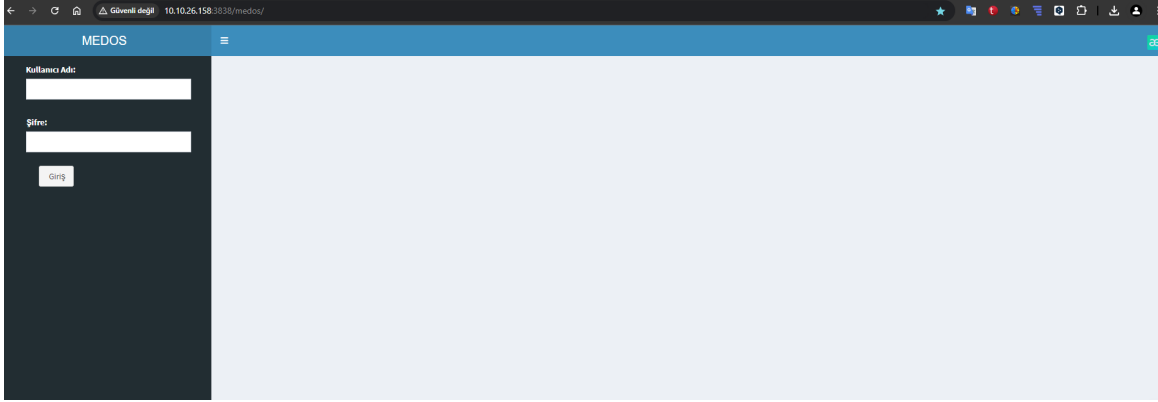 Güvenli değil 10.10.26.158:3838/medos/
MEDOS
Kullanıcı Adı:
Şifre:
Giriş
æ